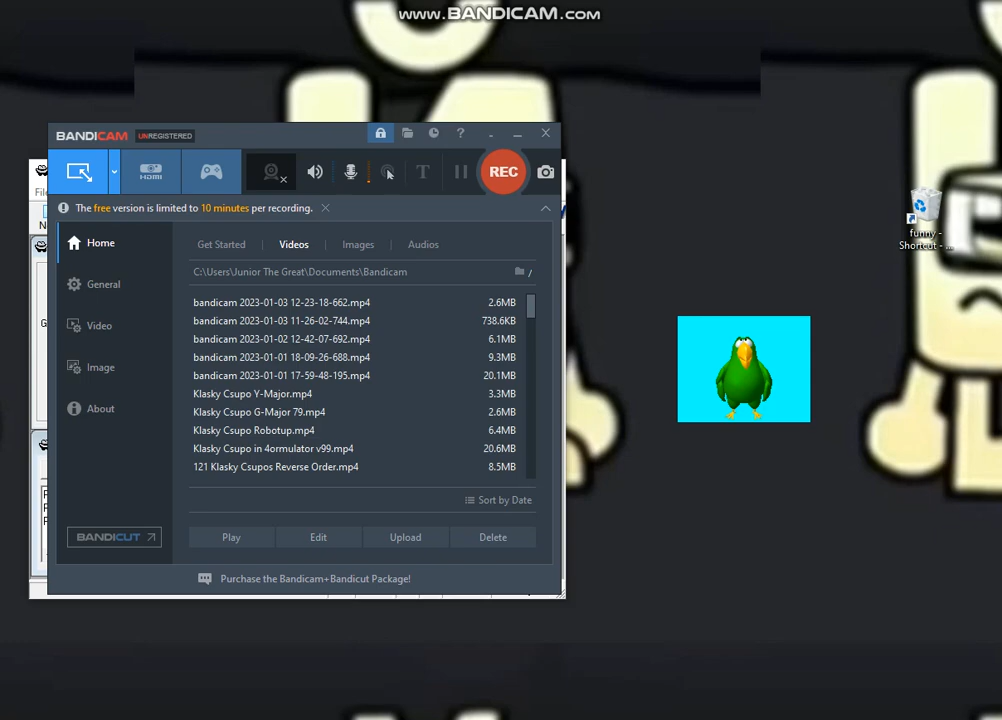 www.BANDICAM.com
BANDICAM UNREGISTERED
HDMI
T
REC
The free version is limited to 10 minutes per recording.
Home
General
Video
Image
About
BANDICUT
Get Started
Videos
Images
Audios
C:\Users\Junior The Great\Documents\Bandicam
/
bandicam 2023-01-03 12-23-18-662.mp4 2.6MB
bandicam 2023-01-03 11-26-02-744.mp4 738.6KB
bandicam 2023-01-02 12-42-07-692.mp4 6.1MB
bandicam 2023-01-01 18-09-26-688.mp4 9.3MB
bandicam 2023-01-01 17-59-48-195.mp4 20.1MB
Klasky Csupo Y-Major.mp4 3.3MB
Klasky Csupo G-Major 79.mp4 2.6MB
Klasky Csupo Robotup.mp4 6.4MB
Klasky Csupo in 4ormulator v99.mp4 20.6MB
121 Klasky Csupos Reverse Order.mp4 8.5MB
Sort by Date
Play
Edit
Upload
Delete
Purchase the Bandicam+Bandicut Package!
funny -
Shortcut - ...